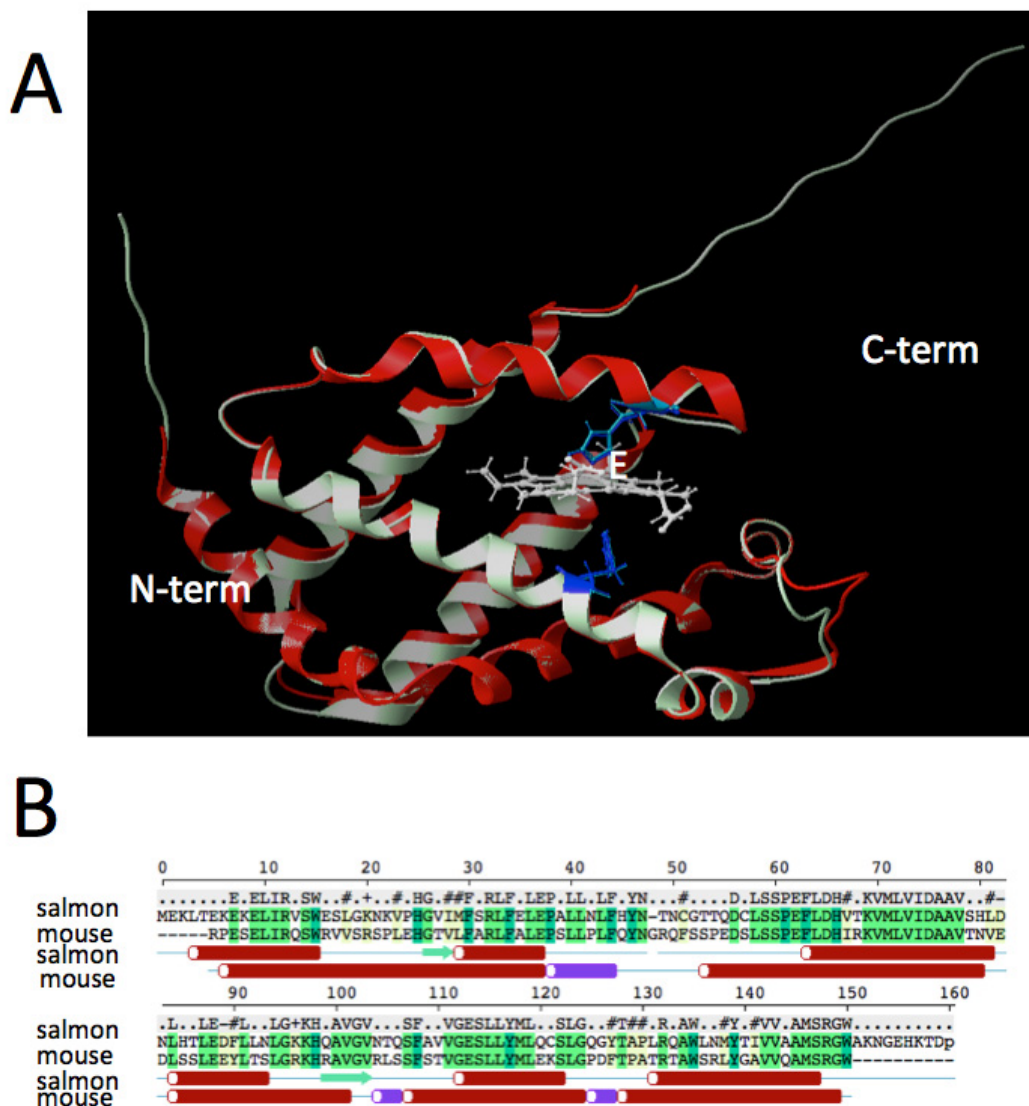 A
E
C-term
N-term
B
0 10 20 30 40 50 60 70 80
.......E.ELIR.SW..#.+..#.HG.##F.RLF.LEP.LL.LF.YN...#....D.LSSPEFLDH#.KVMLVIDAAV..#-
salmon MEKLTEKEKELIRVSWESLGKNKVPHGVIMFSRLFELEPALLNLFHYN-TNCGTTQDCLSSPEFLDHVTKVMLVIDAAVSHLD
mouse -----RPESELIRQSWRVVSRSPLEHGTVLFARLFALEPSLLPLFQYNGRQFSSPEDSLSSPEFLDHIRKVMLVIDAAVTNVE
salmon
mouse
90 100 110 120 130 140 150 160
.L..LE-#L..LG+KH.AVGV...SF..VGESLLYML..SLG..#T##.R.AW..#Y.#VV.AMSRGW..........
salmon NLHTLEDFLLNLGKKHQAVGVNTQSFAVVGESLLYMLQCSLGQGYTAPLRQAWLNMYTIVVAAMSRGWAKNGEHKTDp
mouse DLSSLEEYLTSLGRKHRAVGVRLSSFSTVGESLLYMLEKSLGPDFTPATRTAWSRLYGAVVQAMSRGW----------
salmon
mouse